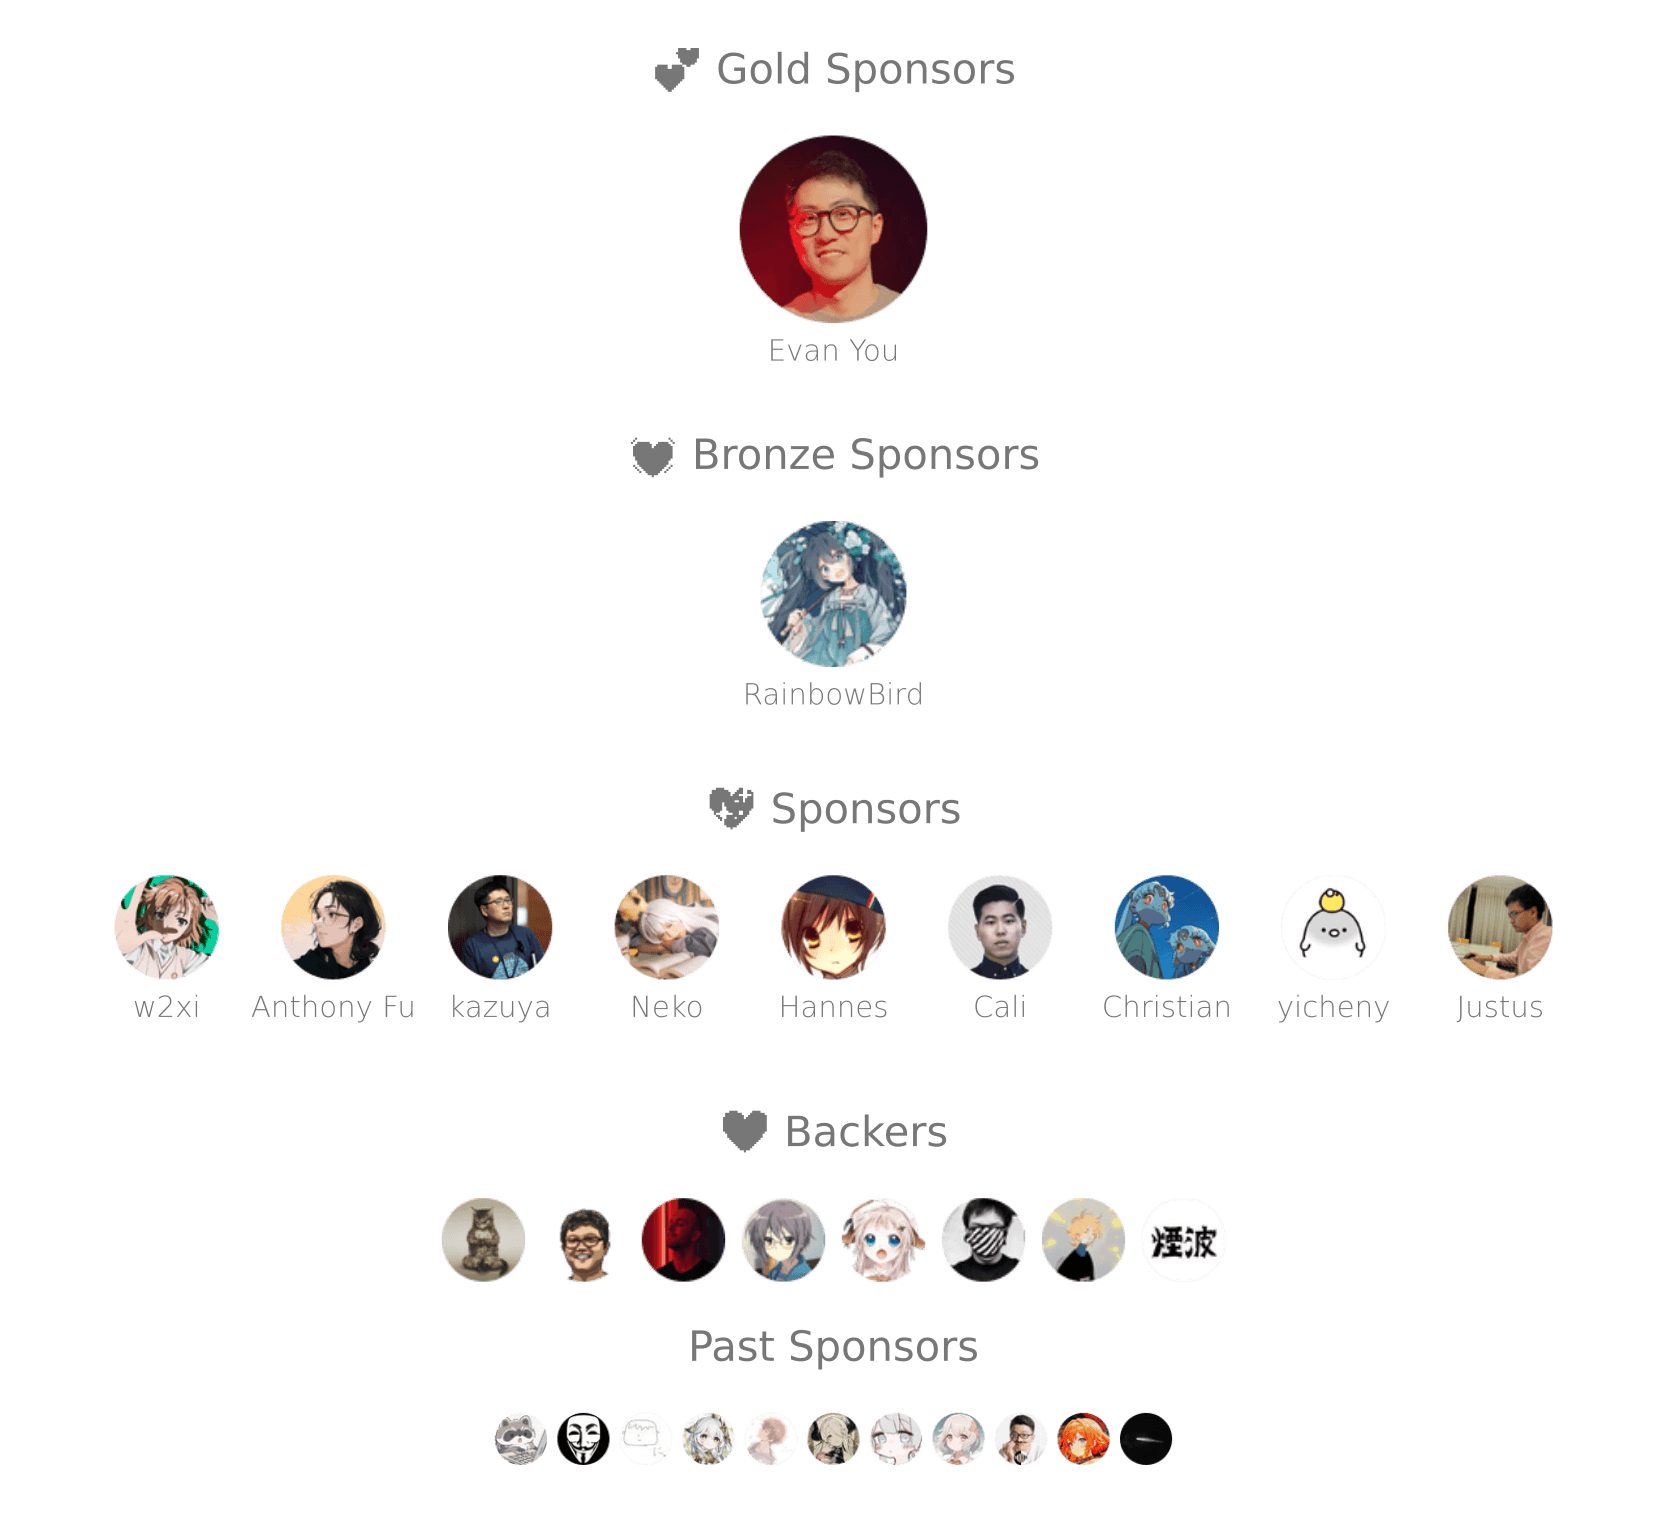 Gold Sponsors
Evan You
Bronze Sponsors
RainbowBird
Sponsors
w2xi Anthony Fu kazuya Neko Hannes Cali Christian yicheny Justus
Backers
煙波
Past Sponsors